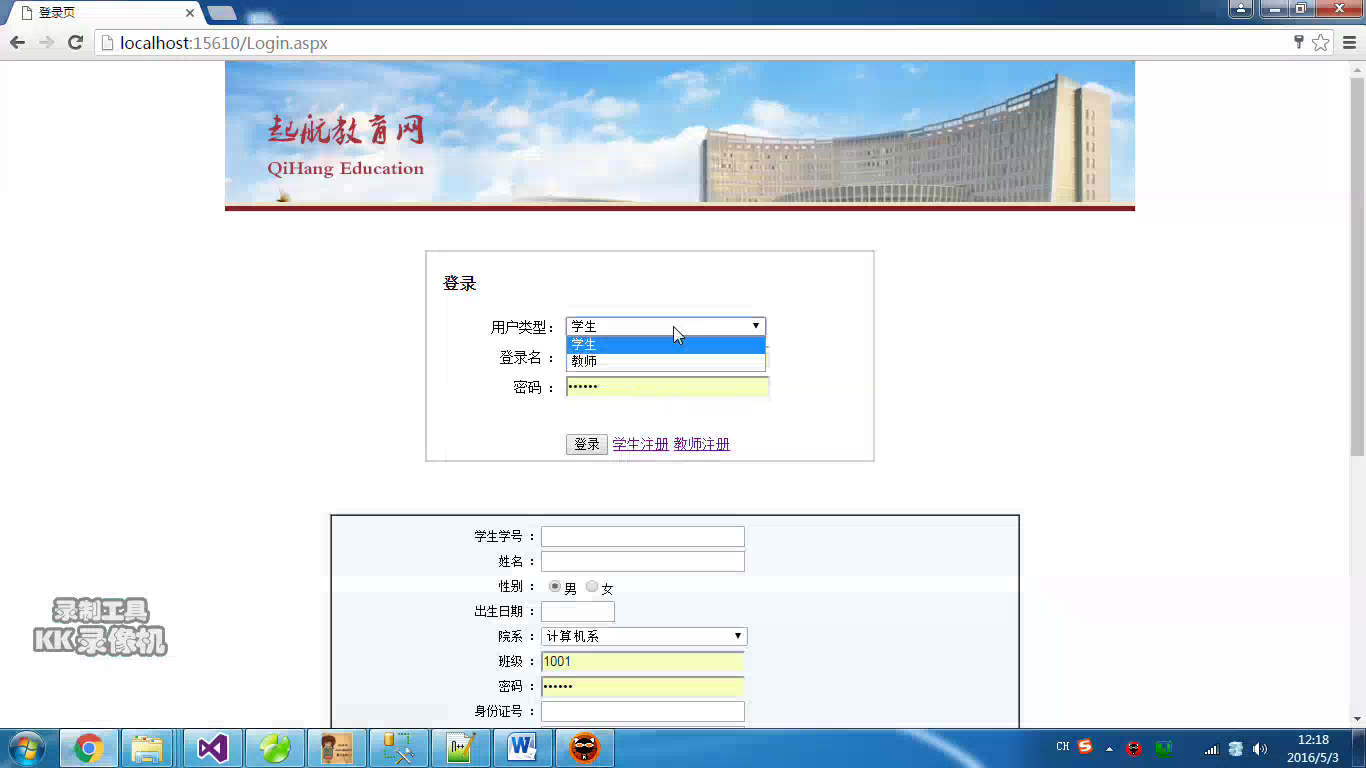 登录页
localhost:15610/Login.aspx
起航教育网
QiHang Education
登录
用户类型： 学生
学生
登录名 ： 教师
密码 ： ••••••
登录 学生注册 教师注册
学生学号 ：
姓名 ：
性别 ： 男 女
出生日期 ：
院系 ： 计算机系
班级 ： 1001
密码 ： ••••••
身份证号 ：
录制工具
KK 录像机
CH 12:18
2016/5/3